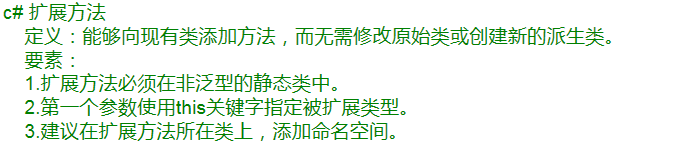 c# 扩展方法
定义：能够向现有类添加方法，而无需修改原始类或创建新的派生类。
要素：
1.扩展方法必须在非泛型的静态类中。
2.第一个参数使用this关键字指定被扩展类型。
3.建议在扩展方法所在类上，添加命名空间。